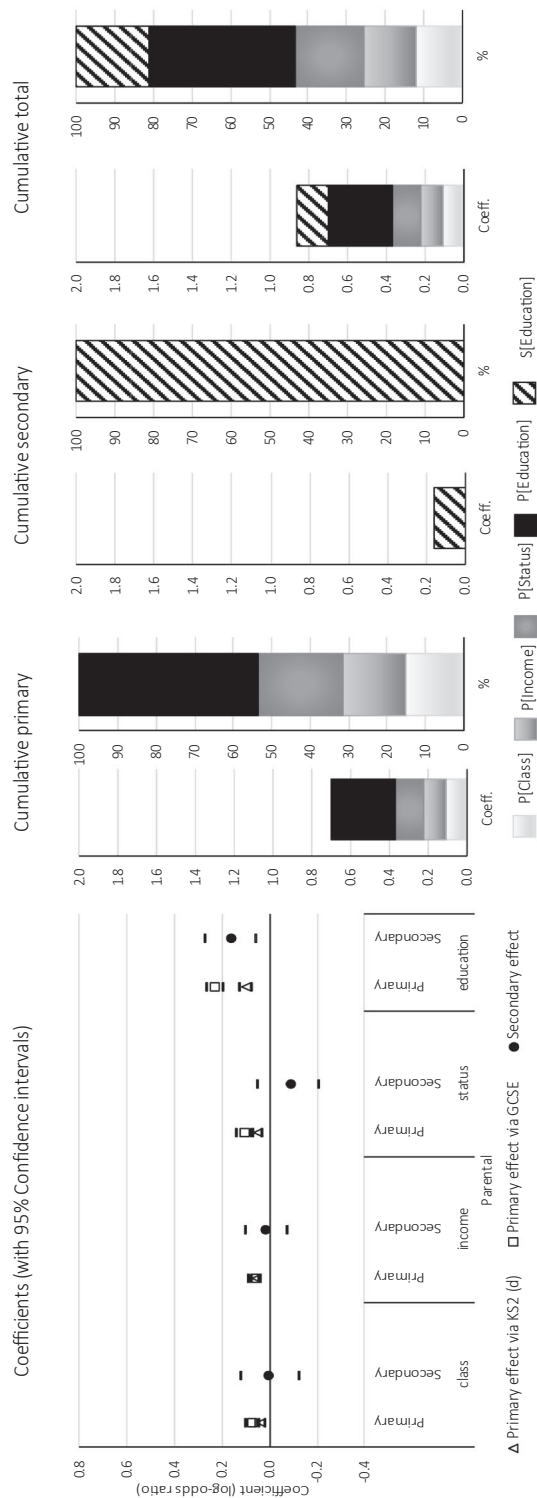 Coefficients (with 95% Confidence intervals)
Coefficient (log-odds ratio)
0.8
0.6
0.4
0.2
0.0
-0.2
-0.4
Primary
Secondary
Primary
Secondary
Primary
Secondary
Primary
Secondary
class
income
status
education
Parental
Primary effect via KS2 (d)
Primary effect via GCSE
Secondary effect
Cumulative primary
2.0
1.8
1.6
1.4
1.2
1.0
0.8
0.6
0.4
0.2
0.0
Coeff.
100
90
80
70
60
50
40
30
20
10
0
%
Cumulative secondary
2.0
1.8
1.6
1.4
1.2
1.0
0.8
0.6
0.4
0.2
0.0
Coeff.
100
90
80
70
60
50
40
30
20
10
0
%
Cumulative total
2.0
1.8
1.6
1.4
1.2
1.0
0.8
0.6
0.4
0.2
0.0
Coeff.
100
90
80
70
60
50
40
30
20
10
0
%
P[Class]
P[Income]
P[Status]
P[Education]
S[Education]